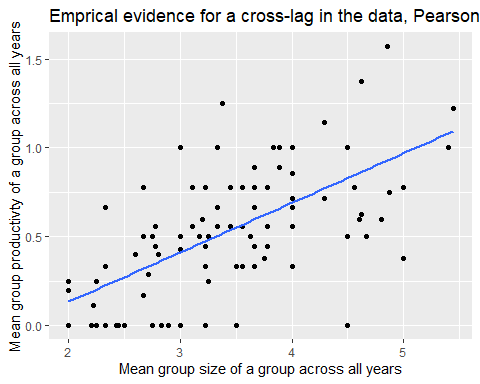 Emprical evidence for a cross-lag in the data, Pearson
Mean group productivty of a group across all years
1.5
1.0
0.5
0.0
2
3
4
5
Mean group size of a group across all years